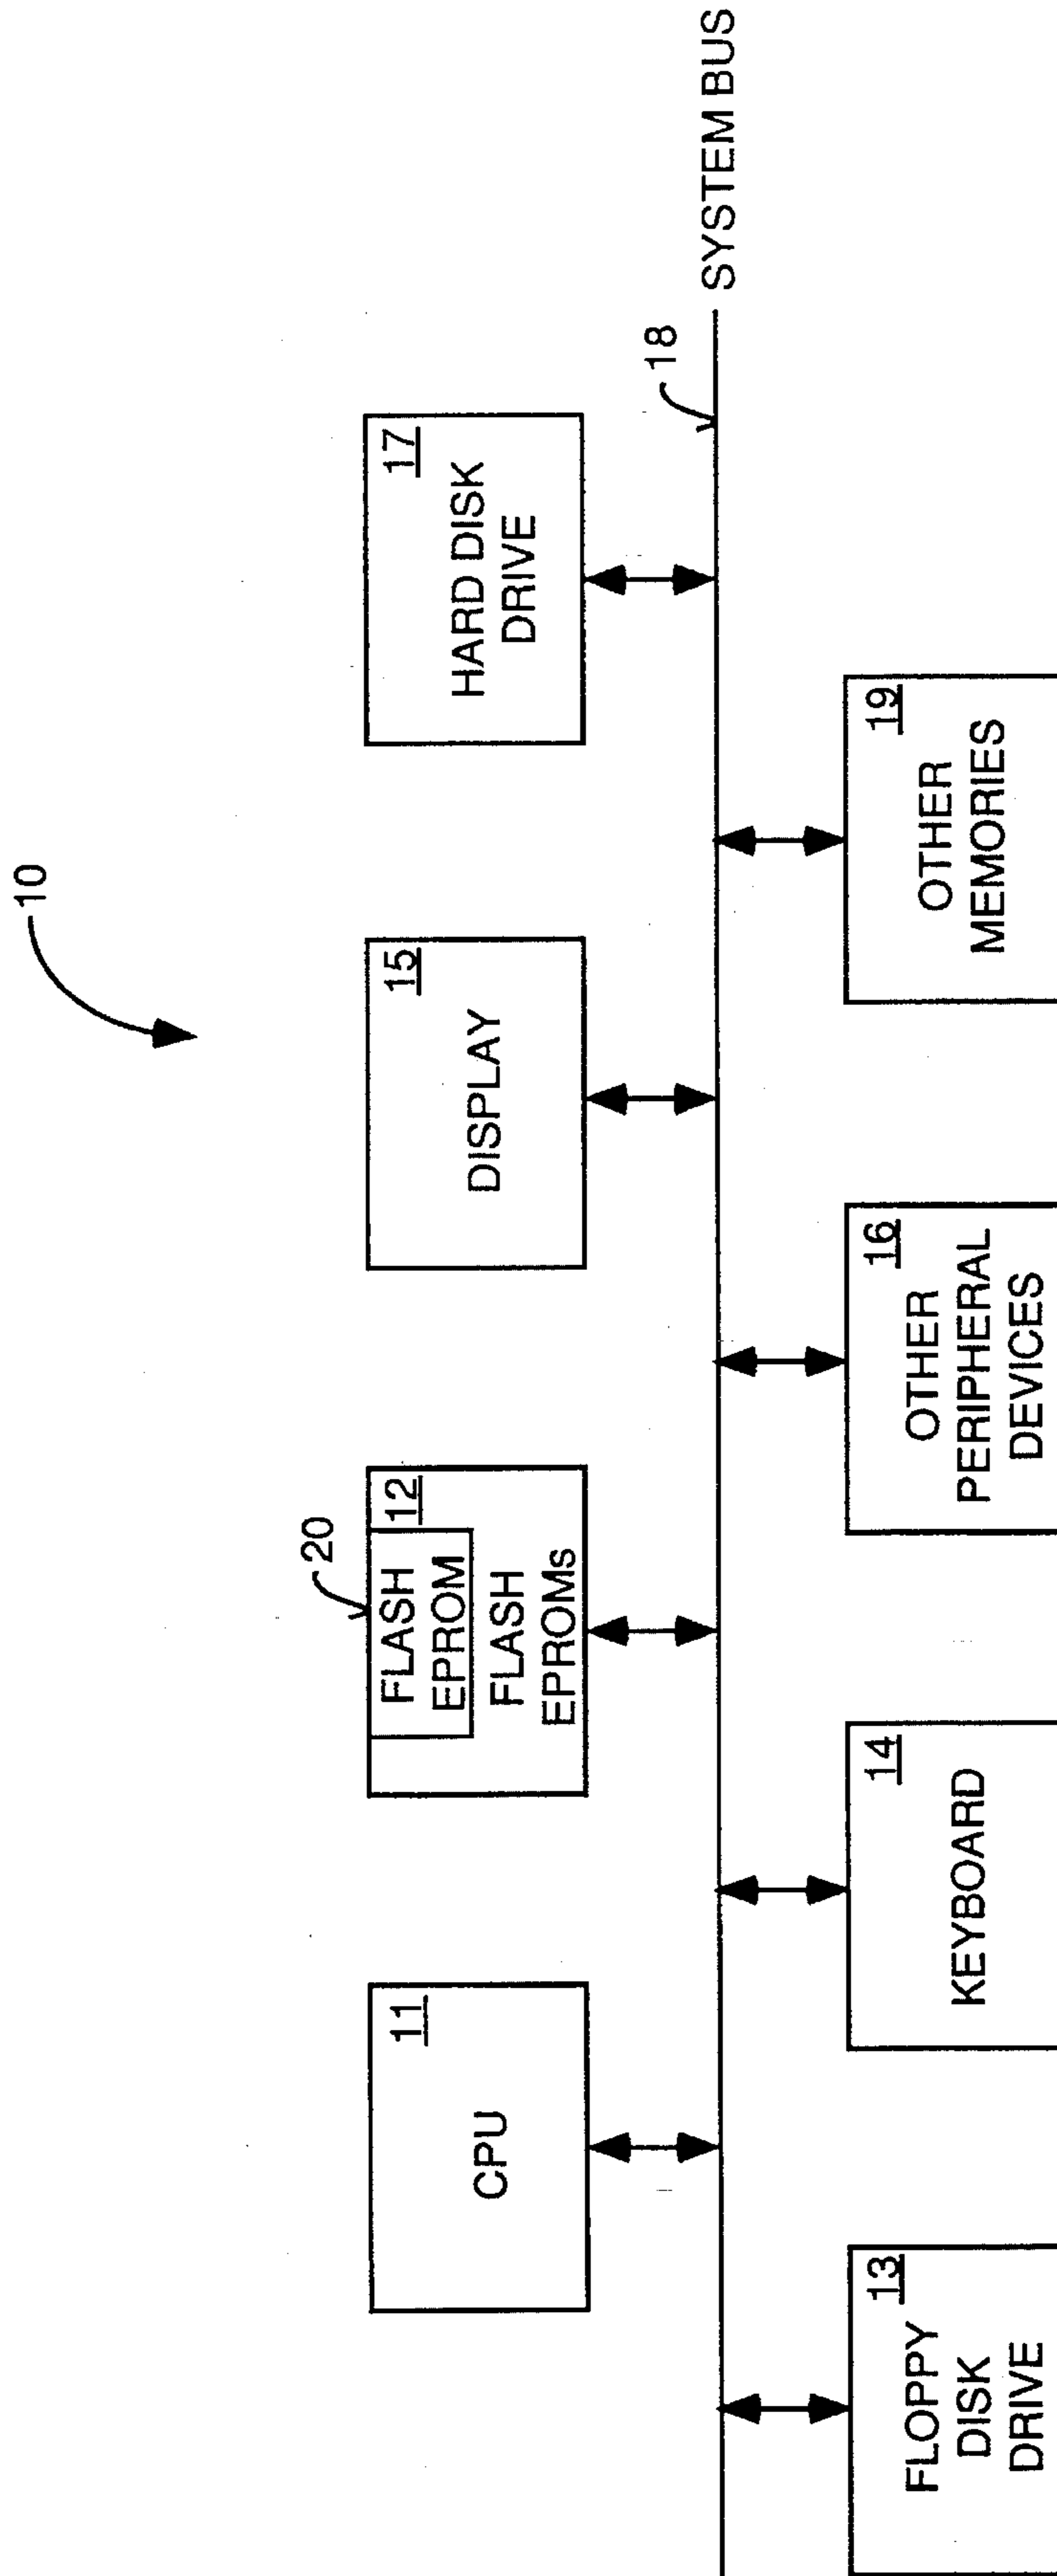 10
17
HARD DISK
DRIVE
15
DISPLAY
20
12
FLASH
EPROM
FLASH
EPROMs
11
CPU
18
SYSTEM BUS
19
OTHER
MEMORIES
16
OTHER
PERIPHERAL
DEVICES
14
KEYBOARD
13
FLOPPY
DISK
DRIVE